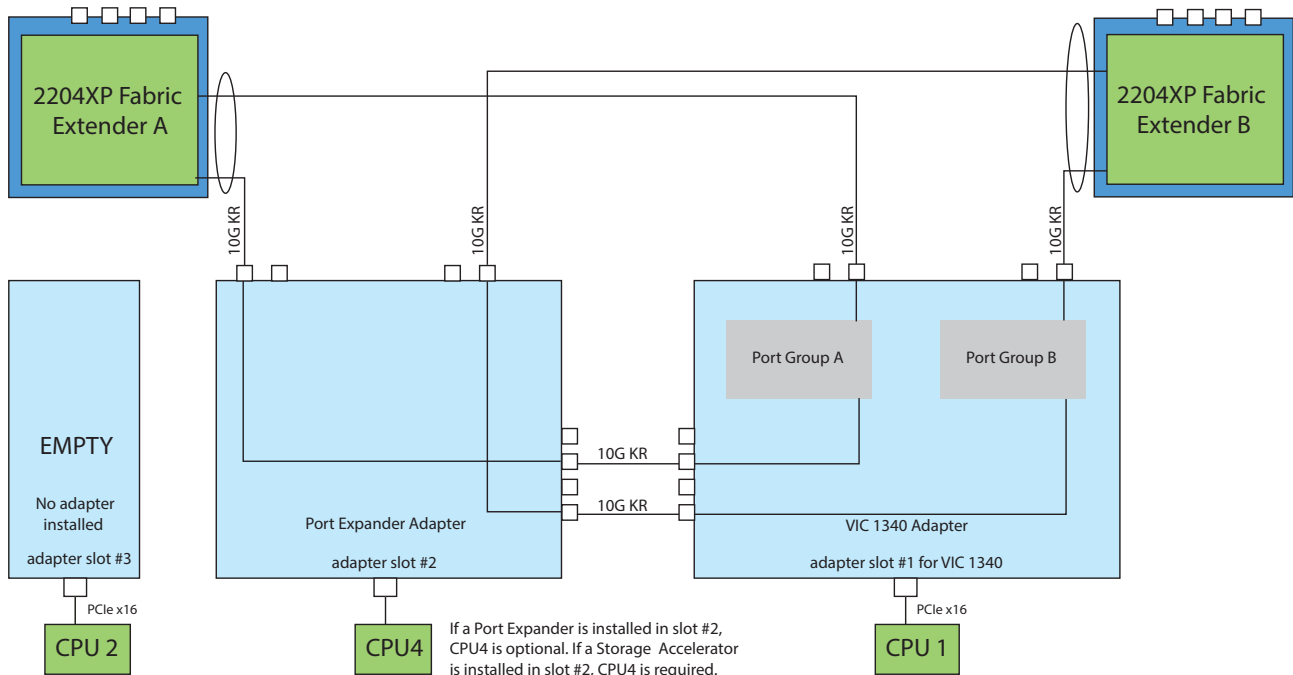 2204XP Fabric
Extender A
2204XP Fabric
Extender B
10G KR
10G KR
10G KR
10G KR
EMPTY
No adapter
installed
adapter slot #3
Port Expander Adapter
adapter slot #2
10G KR
10G KR
Port Group A
Port Group B
VIC 1340 Adapter
adapter slot #1 for VIC 1340
PCIe x16
CPU 2
CPU4
If a Port Expander is installed in slot #2,
CPU4 is optional. If a Storage Accelerator
is installed in slot #2, CPU4 is required.
PCIe x16
CPU 1